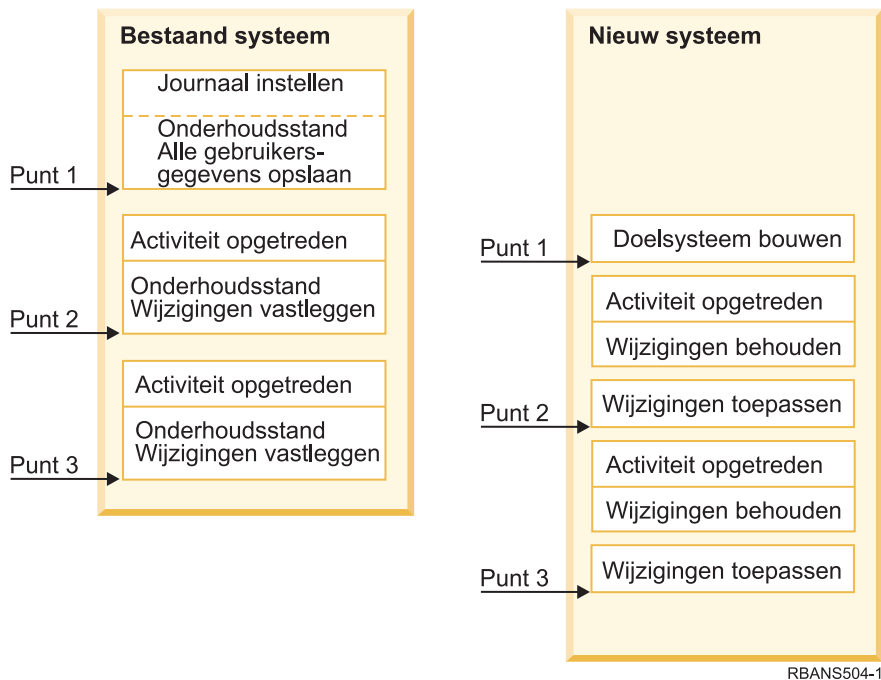 Bestaand systeem
Journaal instellen
Onderhoudsstand
Alle gebruikers-
gegevens opslaan
Punt 1
Activiteit opgetreden
Onderhoudsstand
Wijzigingen vastleggen
Punt 2
Activiteit opgetreden
Onderhoudsstand
Wijzigingen vastleggen
Punt 3
Nieuw systeem
Doelsysteem bouwen
Punt 1
Activiteit opgetreden
Wijzigingen behouden
Wijzigingen toepassen
Punt 2
Activiteit opgetreden
Wijzigingen behouden
Wijzigingen toepassen
Punt 3
RBANS504-1